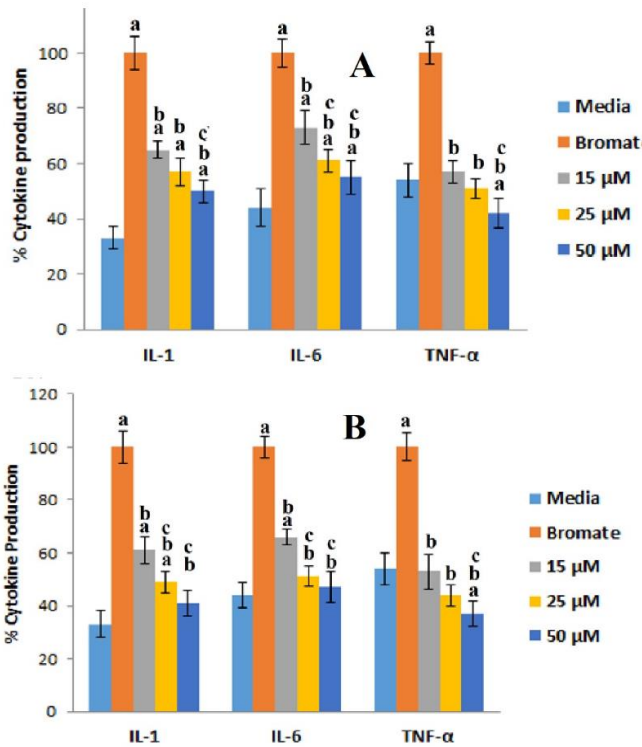 % Cytokine production
100
80
60
40
20
0
A
a
b
a
b
a
c
b
a
a
b
a
c
b
a
c
b
a
a
b
b
c
b
a
IL-1
IL-6
TNF-α
Media
Bromate
15 µM
25 µM
50 µM
% Cytokine Production
120
100
80
60
40
20
0
B
a
b
a
c
b
a
c
b
a
b
a
c
b
c
b
a
b
b
c
b
a
IL-1
IL-6
TNF-α
Media
Bromate
15 µM
25 µM
50 µM